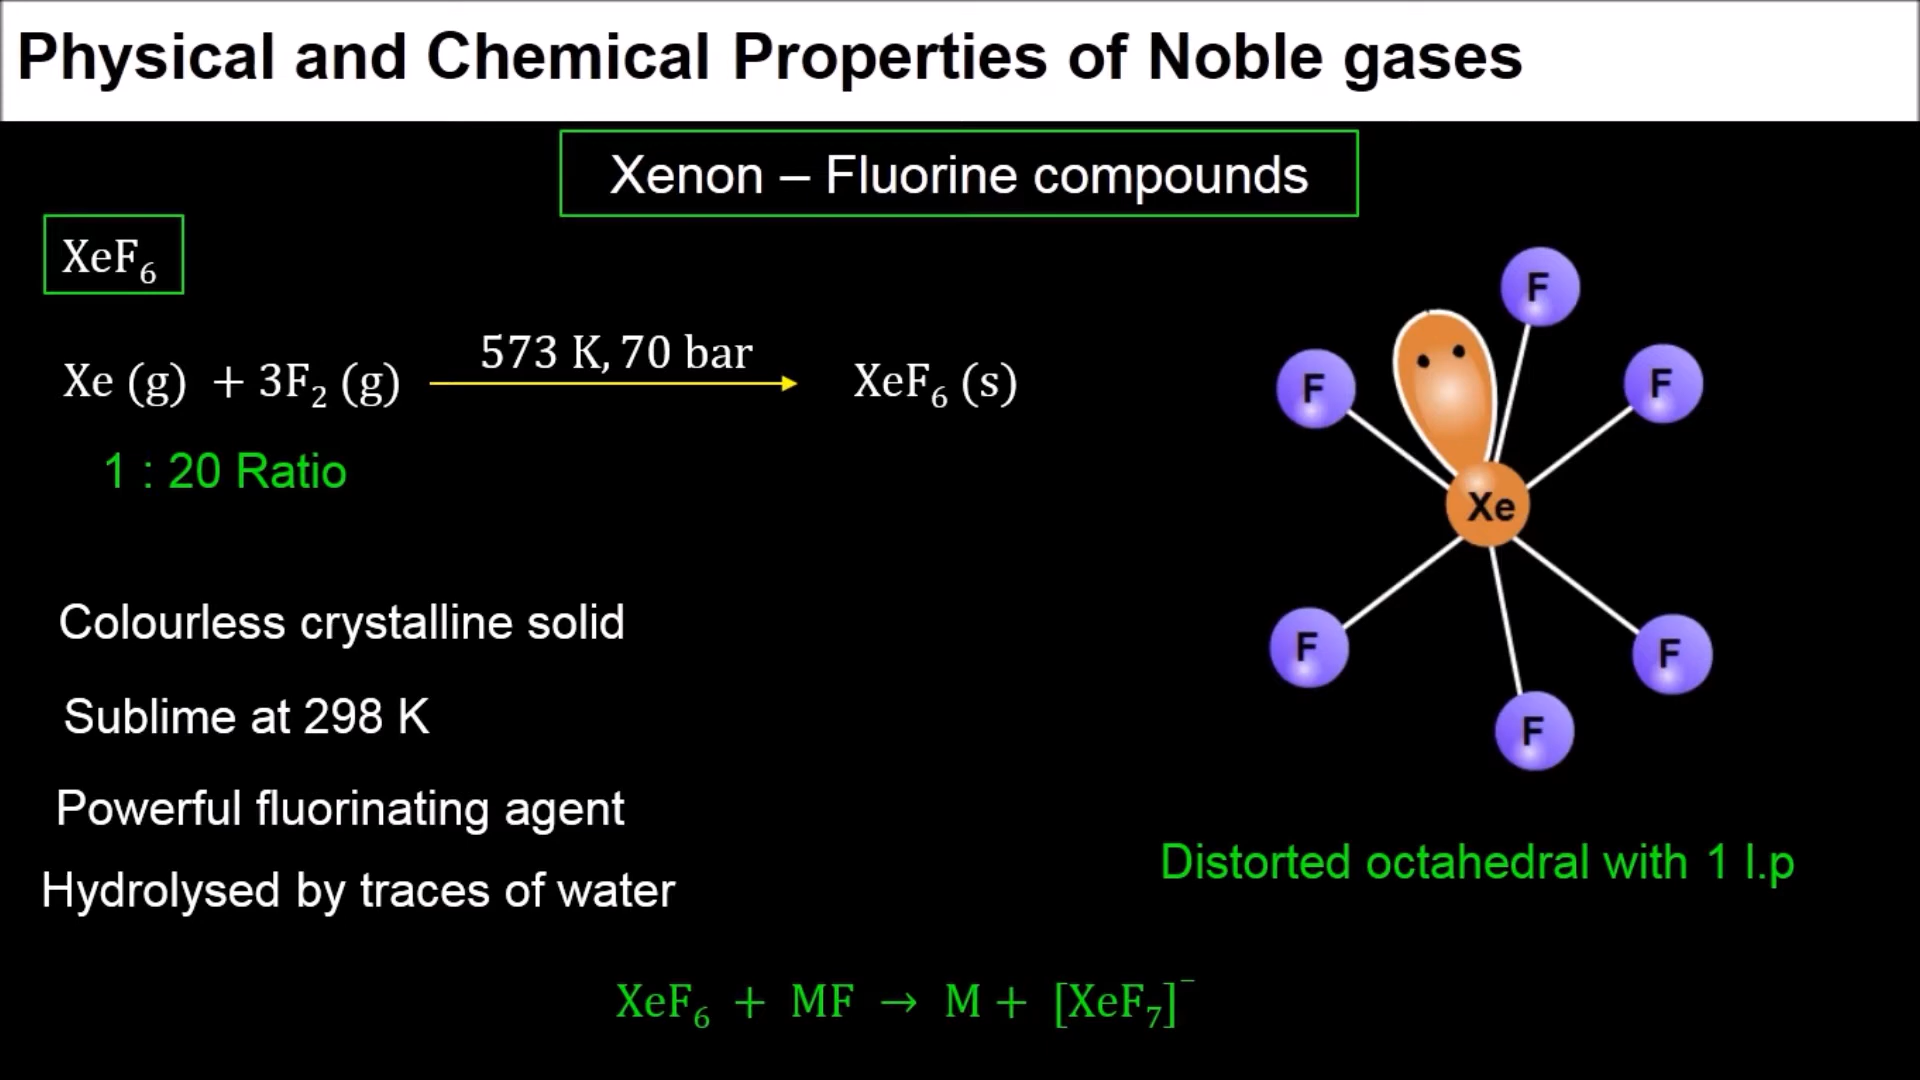 Physical and Chemical Properties of Noble gases
Xenon – Fluorine compounds
XeF₆
573 K, 70 bar
Xe (g) + 3F₂ (g) XeF₆ (s)
1 : 20 Ratio
Colourless crystalline solid
Sublime at 298 K
Powerful fluorinating agent
Hydrolysed by traces of water
F
F
F
Xe
F
F
F
Distorted octahedral with 1 l.p
XeF₆ + MF → M + [XeF₇]⁻